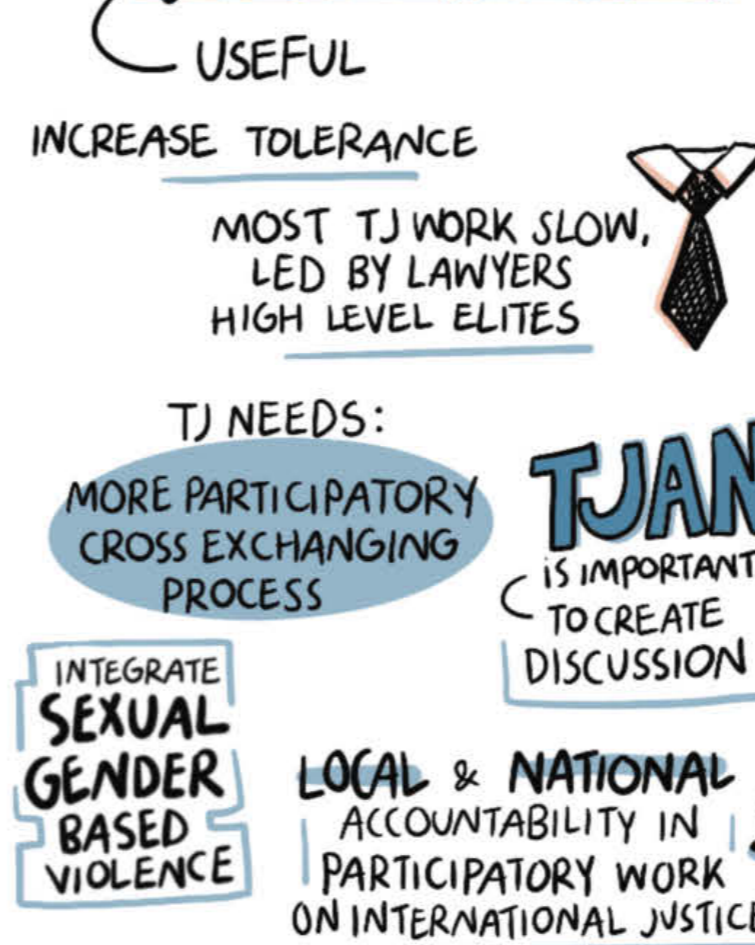 USEFUL
INCREASE TOLERANCE
MOST TJ WORK SLOW,
LED BY LAWYERS
HIGH LEVEL ELITES
TJ NEEDS:
MORE PARTICIPATORY
CROSS EXCHANGING
PROCESS
TJAN
IS IMPORTANT
TO CREATE
DISCUSSION
INTEGRATE
SEXUAL
GENDER
BASED
VIOLENCE
LOCAL & NATIONAL
ACCOUNTABILITY IN
PARTICIPATORY WORK
ON INTERNATIONAL JUSTICE